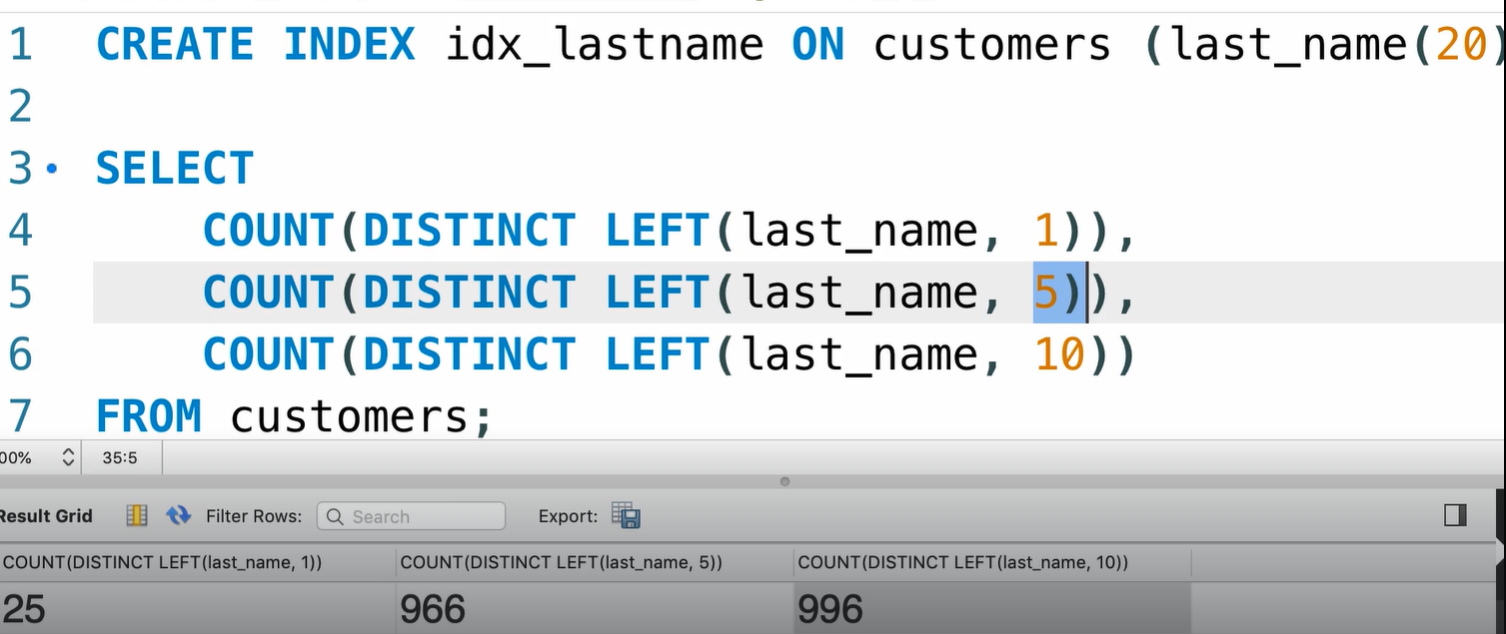 1 CREATE INDEX idx_lastname ON customers (last_name(20)
2
3 SELECT
4 COUNT(DISTINCT LEFT(last_name, 1)),
5 COUNT(DISTINCT LEFT(last_name, 5)),
6 COUNT(DISTINCT LEFT(last_name, 10))
7 FROM customers;
00% 35:5
Result Grid Filter Rows: Search Export:
COUNT(DISTINCT LEFT(last_name, 1)) COUNT(DISTINCT LEFT(last_name, 5)) COUNT(DISTINCT LEFT(last_name, 10))
25 966 996